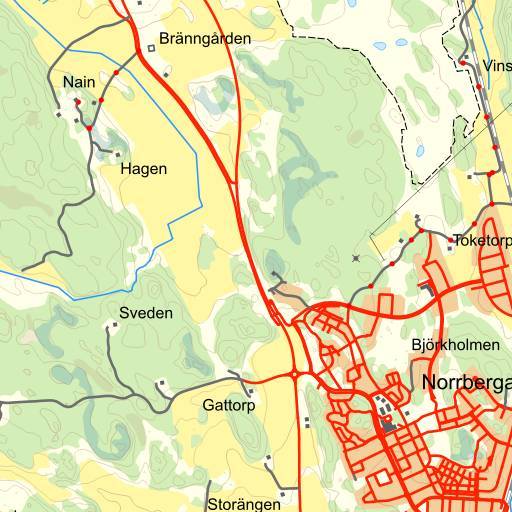 Bränngården
Vins
Nain
Hagen
Toketorp
Sveden
Björkholmen
Norrberga
Gattorp
Storängen